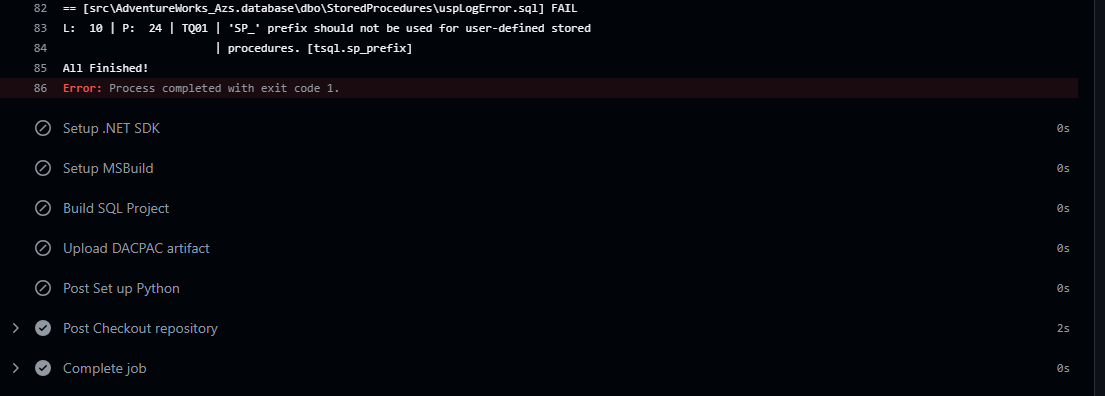 82 == [src\AdventureWorks_Azs.database\dbo\StoredProcedures\uspLogError.sql] FAIL
83 L:  10 | P:  24 | TQ01 | 'SP_' prefix should not be used for user-defined stored
84                       | procedures. [tsql.sp_prefix]
85 All Finished!
86 Error: Process completed with exit code 1.
Setup .NET SDK 0s
Setup MSBuild 0s
Build SQL Project 0s
Upload DACPAC artifact 0s
Post Set up Python 0s
Post Checkout repository 2s
Complete job 0s